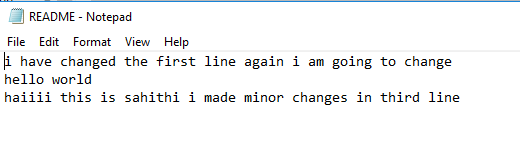 README - Notepad
File Edit Format View Help
i have changed the first line again i am going to change
hello world
haiiii this is sahithi i made minor changes in third line